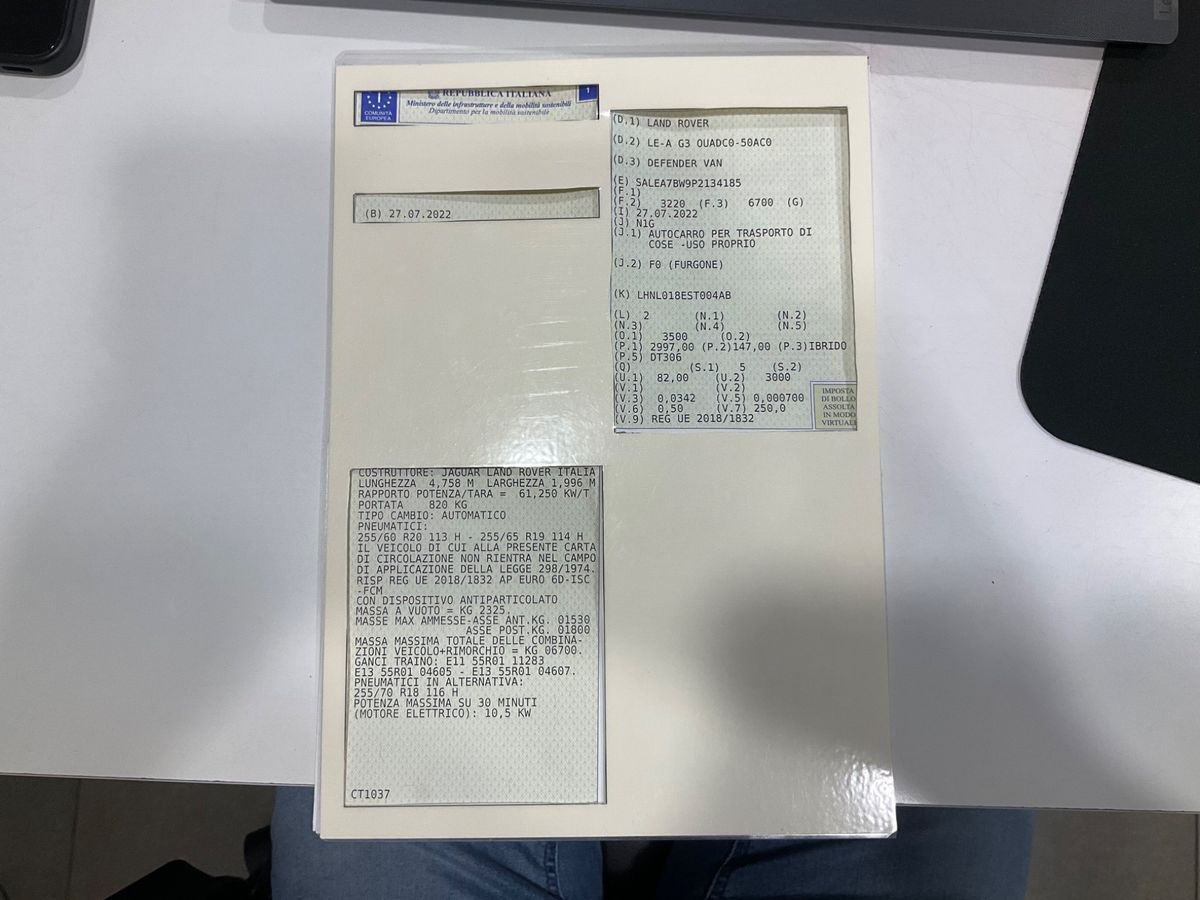 REPUBBLICA ITALIANA
1
Ministero delle infrastrutture e della mobilità sostenibili
Dipartimento per la mobilità sostenibile
COMUNITA
EUROPEA
(B) 27.07.2022
(D.1) LAND ROVER
(D.2) LE-A G3 0UADC0-50AC0
(D.3) DEFENDER VAN
(E) SALEA7BW9P2134185
(F.1)
(F.2) 3220 (F.3) 6700 (G)
(I) 27.07.2022
(J) N1G
(J.1) AUTOCARRO PER TRASPORTO DI
COSE -USO PROPRIO
(J.2) F0 (FURGONE)
(K) LHNL018EST004AB
(L) 2 (N.1) (N.2)
(N.3) (N.4) (N.5)
(O.1) 3500 (O.2)
(P.1) 2997,00 (P.2)147,00 (P.3)IBRIDO
(P.5) DT306
(Q) (S.1) 5 (S.2)
(U.1) 82,00 (U.2) 3000
(V.1) (V.2)
(V.3) 0,0342 (V.5) 0,000700
(V.6) 0,50 (V.7) 250,0
(V.9) REG UE 2018/1832
IMPOSTA
DI BOLLO
ASSOLTA
IN MODO
VIRTUALE
COSTRUTTORE: JAGUAR LAND ROVER ITALIA
LUNGHEZZA 4,758 M LARGHEZZA 1,996 M
RAPPORTO POTENZA/TARA = 61,250 KW/T
PORTATA 820 KG
TIPO CAMBIO: AUTOMATICO
PNEUMATICI:
255/60 R20 113 H - 255/65 R19 114 H
IL VEICOLO DI CUI ALLA PRESENTE CARTA
DI CIRCOLAZIONE NON RIENTRA NEL CAMPO
DI APPLICAZIONE DELLA LEGGE 298/1974.
RISP REG UE 2018/1832 AP EURO 6D-ISC
-FCM
CON DISPOSITIVO ANTIPARTICOLATO
MASSA A VUOTO = KG 2325.
MASSE MAX AMMESSE-ASSE ANT.KG. 01530
ASSE POST.KG. 01800
MASSA MASSIMA TOTALE DELLE COMBINA-
ZIONI VEICOLO+RIMORCHIO = KG 06700.
GANCI TRAINO: E11 55R01 11283
E13 55R01 04605 - E13 55R01 04607.
PNEUMATICI IN ALTERNATIVA:
255/70 R18 116 H
POTENZA MASSIMA SU 30 MINUTI
(MOTORE ELETTRICO): 10,5 KW
CT1037